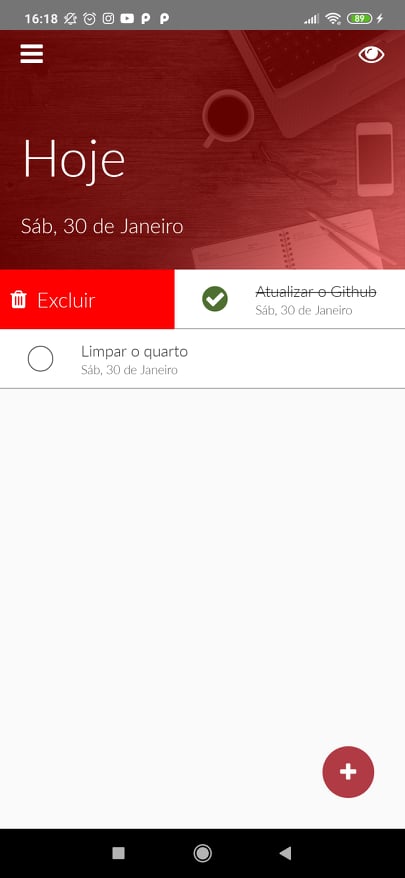 16:18
89
Hoje
Sáb, 30 de Janeiro
Excluir
Atualizar o Github
Sáb, 30 de Janeiro
Limpar o quarto
Sáb, 30 de Janeiro